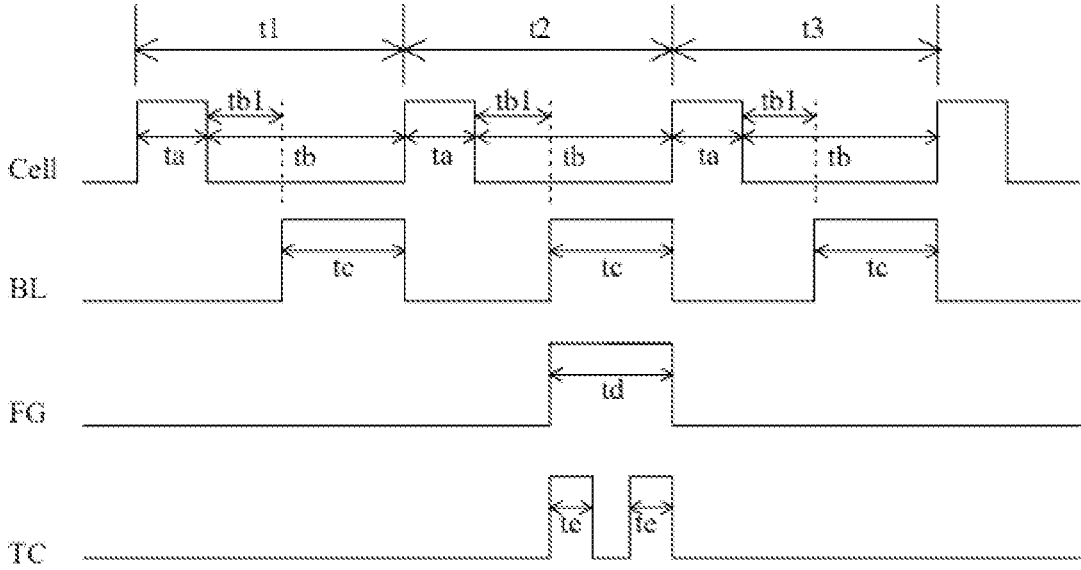 t1 t2 t3
tb1 tb1 tb1
ta tb ta tb ta tb
Cell
tc tc tc
BL
td
FG
te te
TC